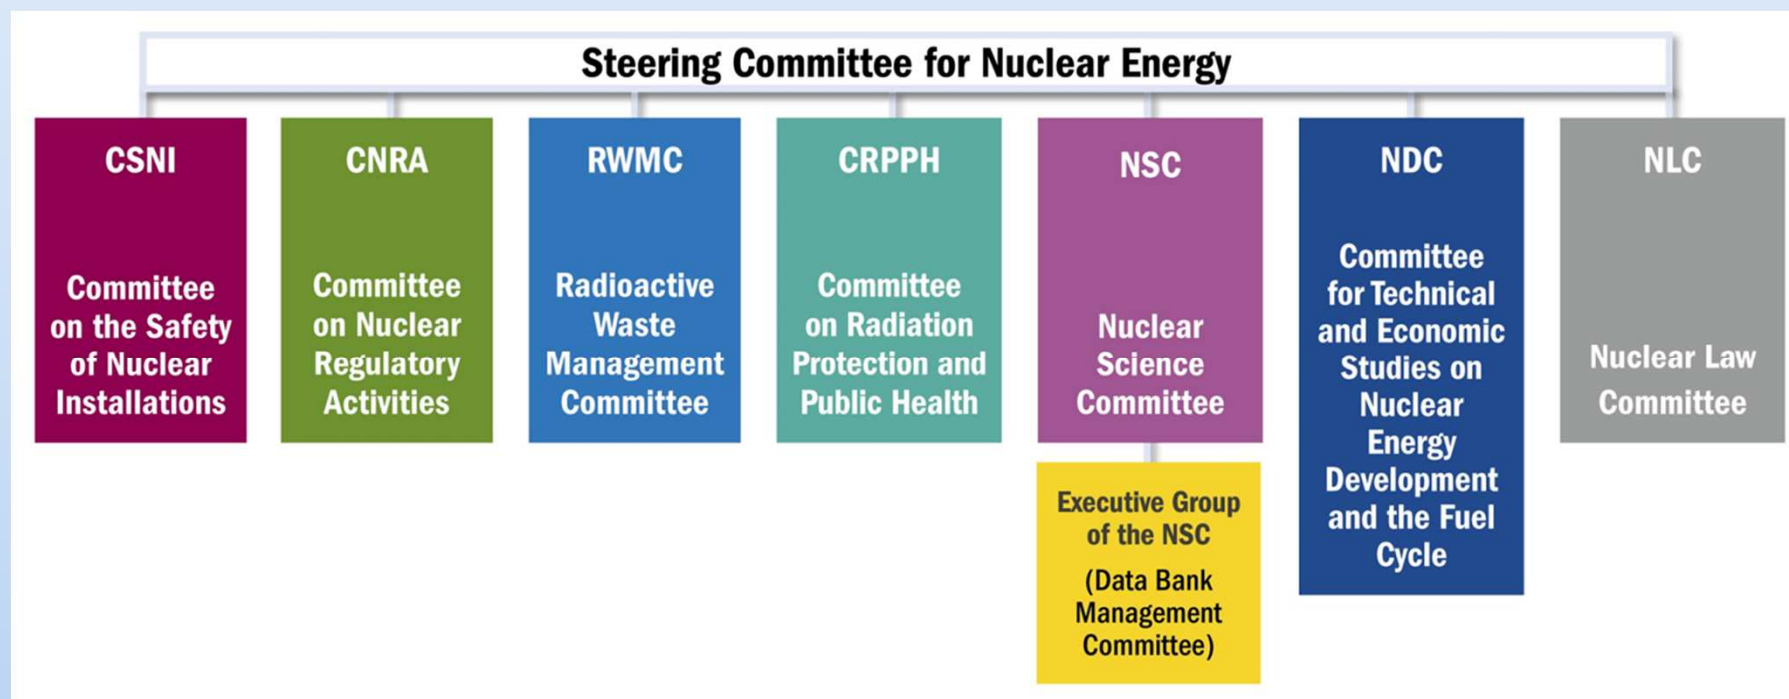 Steering Committee for Nuclear Energy
CSNI
Committee
on the Safety
of Nuclear
Installations
CNRA
Committee
on Nuclear
Regulatory
Activities
RWMC
Radioactive
Waste
Management
Committee
CRPPH
Committee
on Radiation
Protection and
Public Health
NSC
Nuclear
Science
Committee
Executive Group
of the NSC
(Data Bank
Management
Committee)
NDC
Committee
for Technical
and Economic
Studies on
Nuclear
Energy
Development
and the Fuel
Cycle
NLC
Nuclear Law
Committee